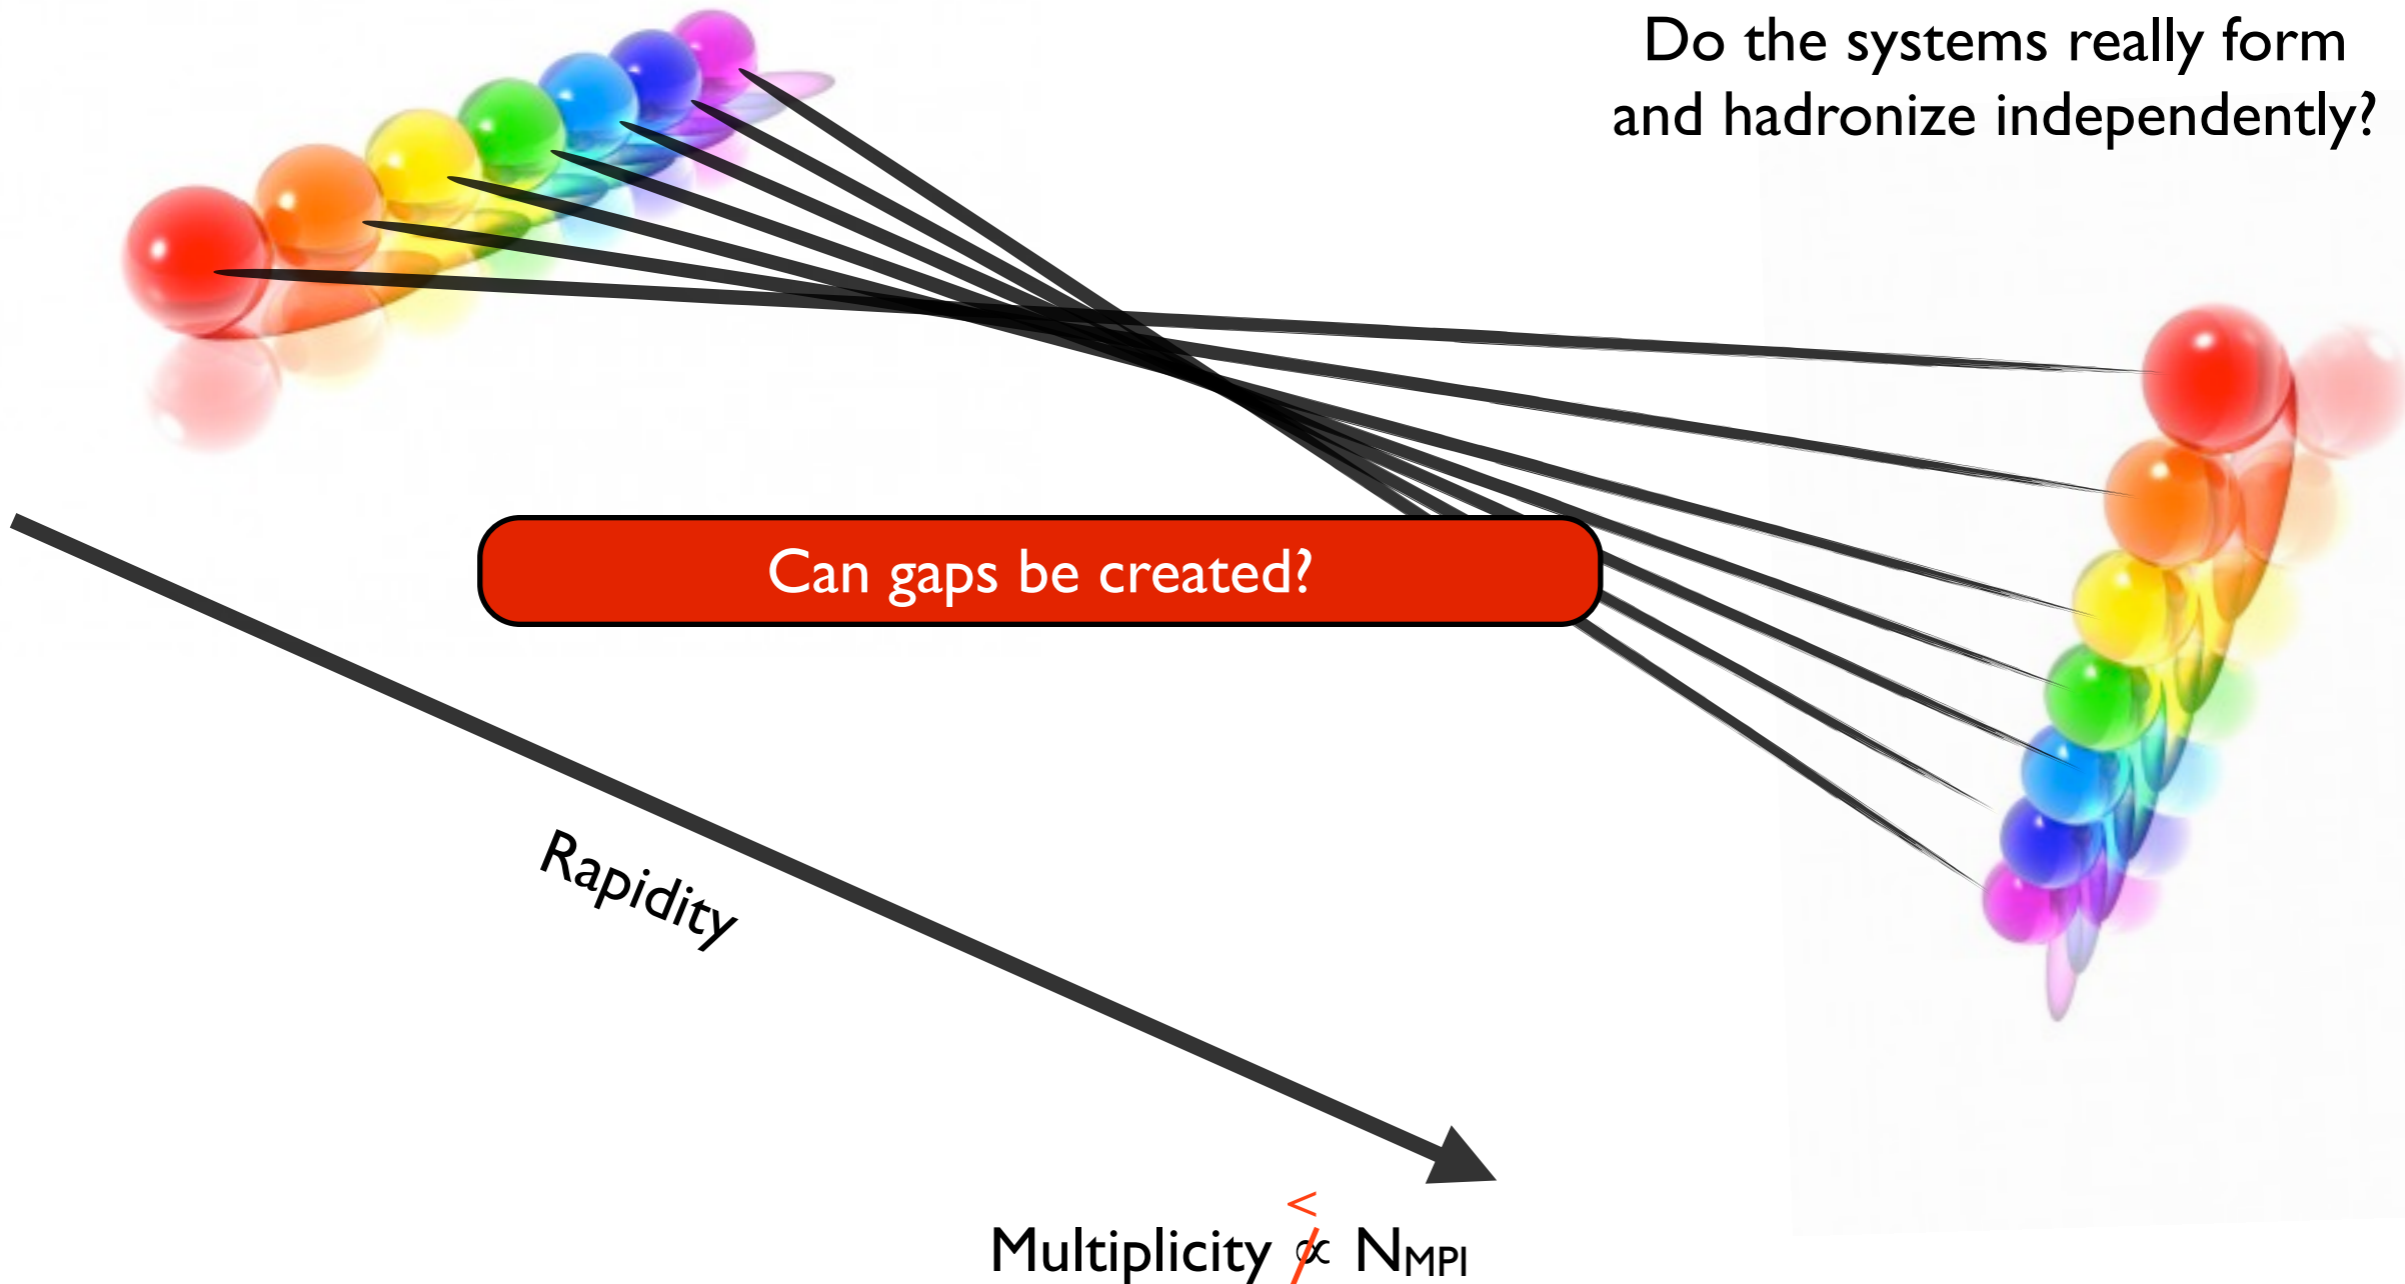 Do the systems really form
and hadronize independently?
Can gaps be created?
Rapidity
<
Multiplicity ∝ NMPI